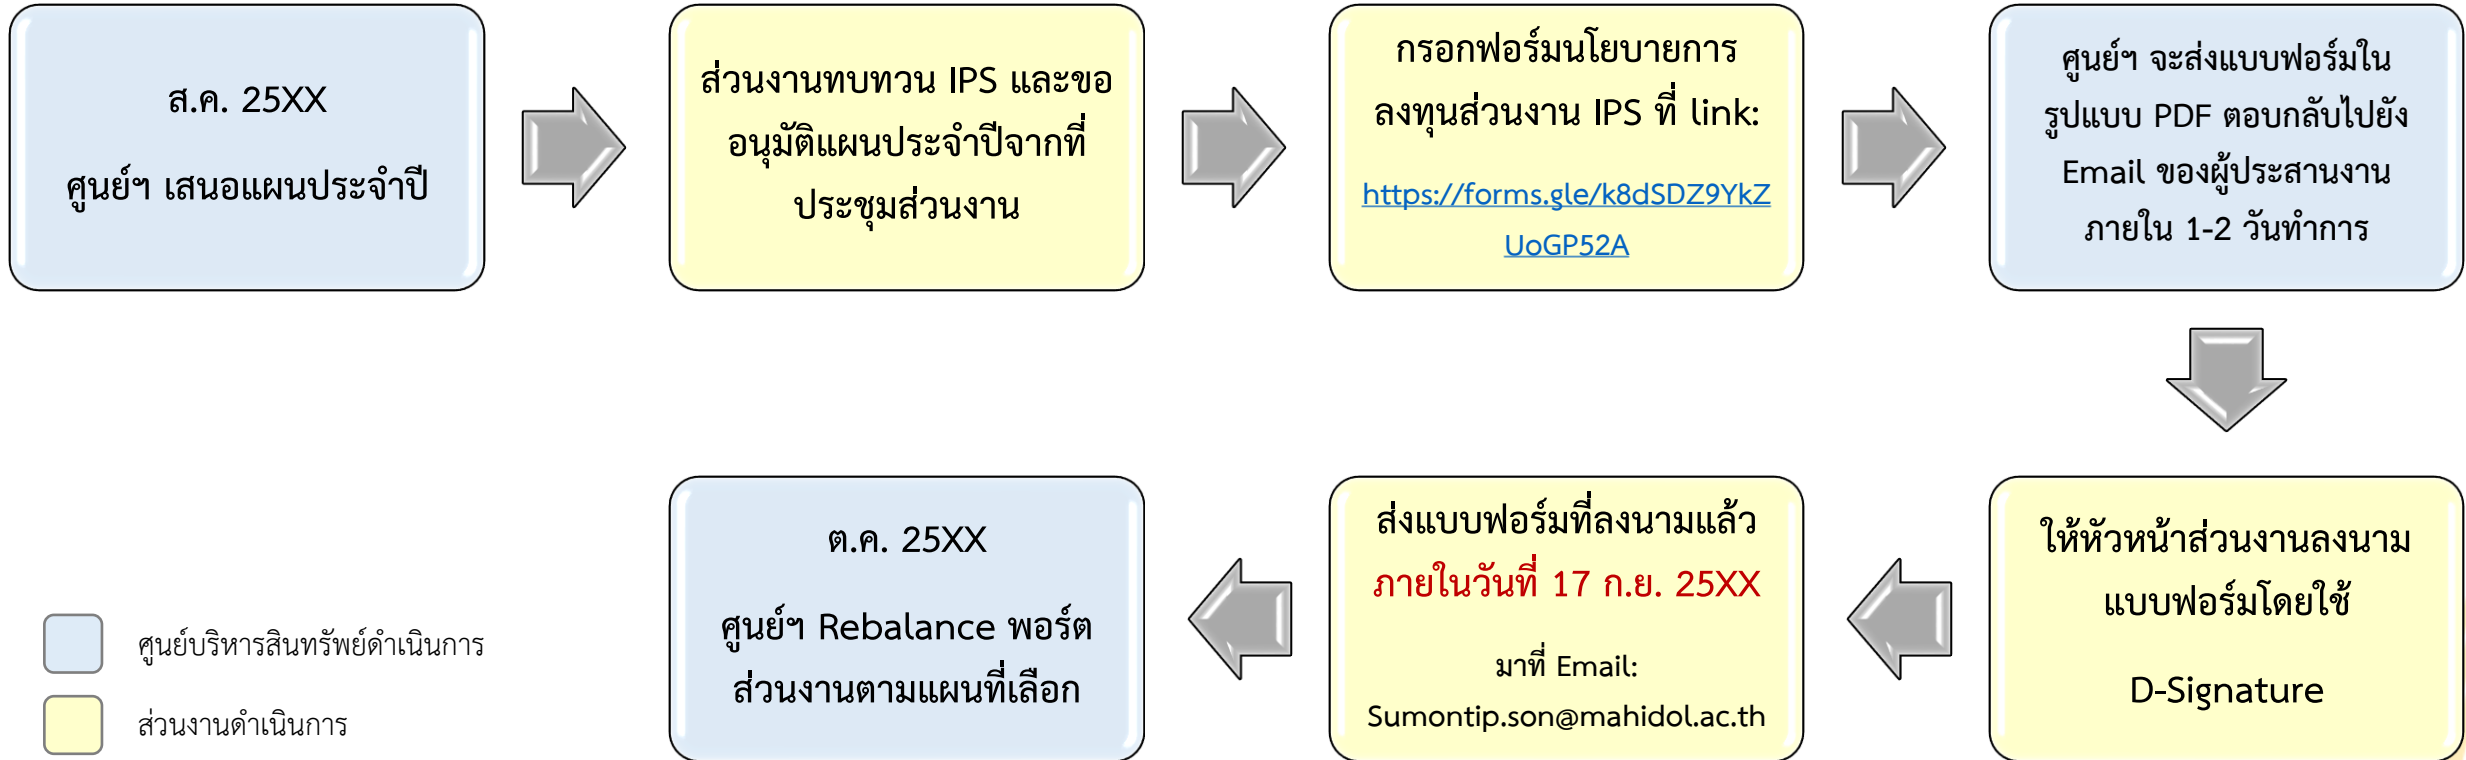 ส.ค. 25XX
ศูนย์ฯ เสนอแผนประจำปี
ส่วนงานทบทวน IPS และขอ
อนุมัติแผนประจำปีจากที่
ประชุมส่วนงาน
กรอกฟอร์มนโยบายการ
ลงทุนส่วนงาน IPS ที่ link:
https://forms.gle/k8dSDZ9YkZ
UoGP52A
ศูนย์ฯ จะส่งแบบฟอร์มใน
รูปแบบ PDF ตอบกลับไปยัง
Email ของผู้ประสานงาน
ภายใน 1-2 วันทำการ
ให้หัวหน้าส่วนงานลงนาม
แบบฟอร์มโดยใช้
D-Signature
ส่งแบบฟอร์มที่ลงนามแล้ว
ภายในวันที่ 17 ก.ย. 25XX
มาที่ Email:
Sumontip.son@mahidol.ac.th
ต.ค. 25XX
ศูนย์ฯ Rebalance พอร์ต
ส่วนงานตามแผนที่เลือก
ศูนย์บริหารสินทรัพย์ดำเนินการ
ส่วนงานดำเนินการ